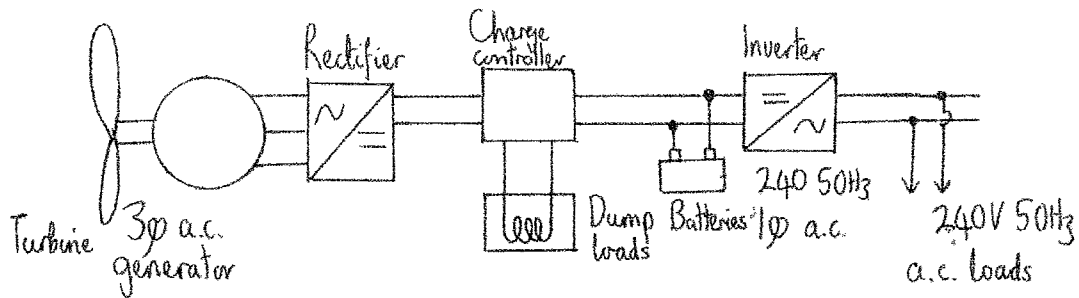 Rectifier
Charge
controller
Inverter
Turbine
3φ a.c.
generator
Dump
loads
Batteries
240 50Hz
1φ a.c.
240V 50Hz
a.c. loads